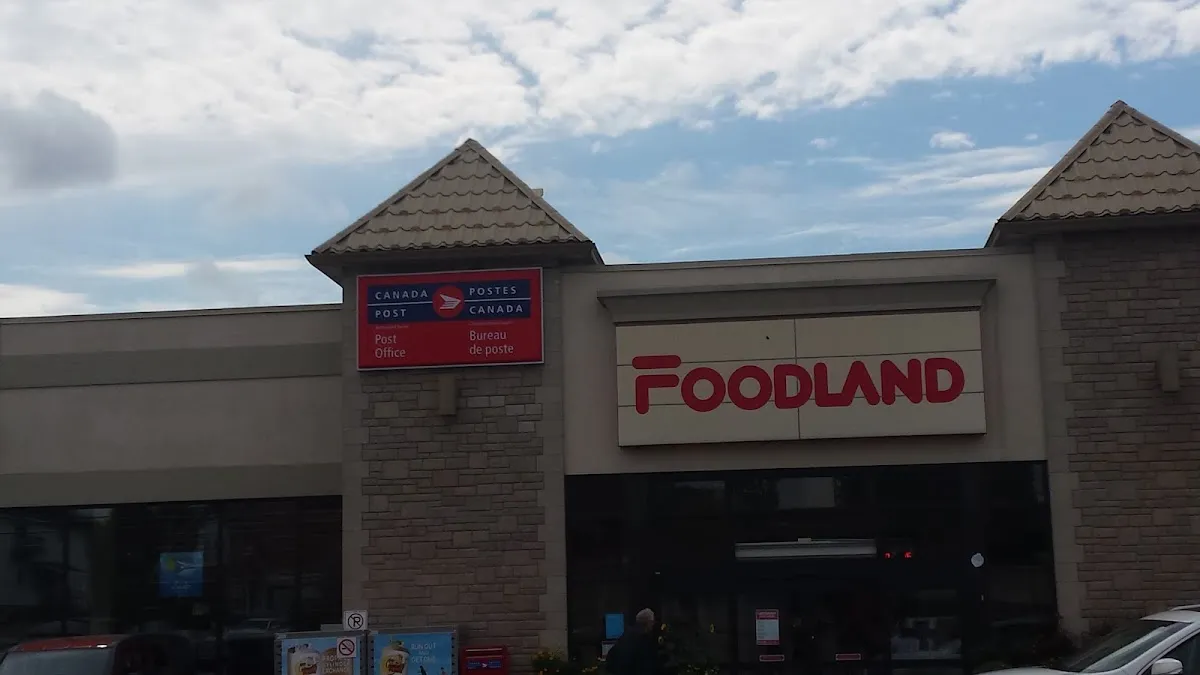 CANADA POST
POSTES CANADA
Post
Office
Bureau
de poste
FOODLAND